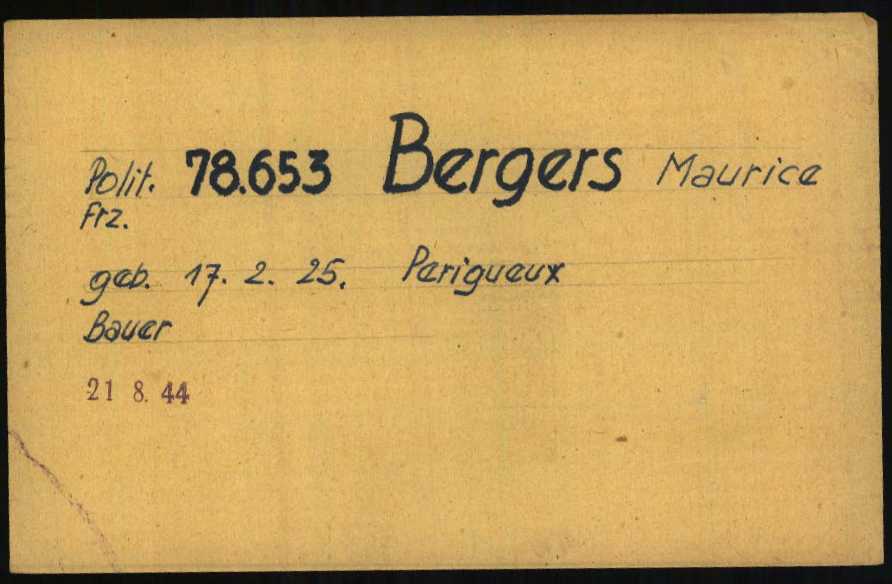 Polit. 78.653 Bergers Maurice
Frz.
geb. 17. 2. 25. Perigueux
Bauer
21 8. 44